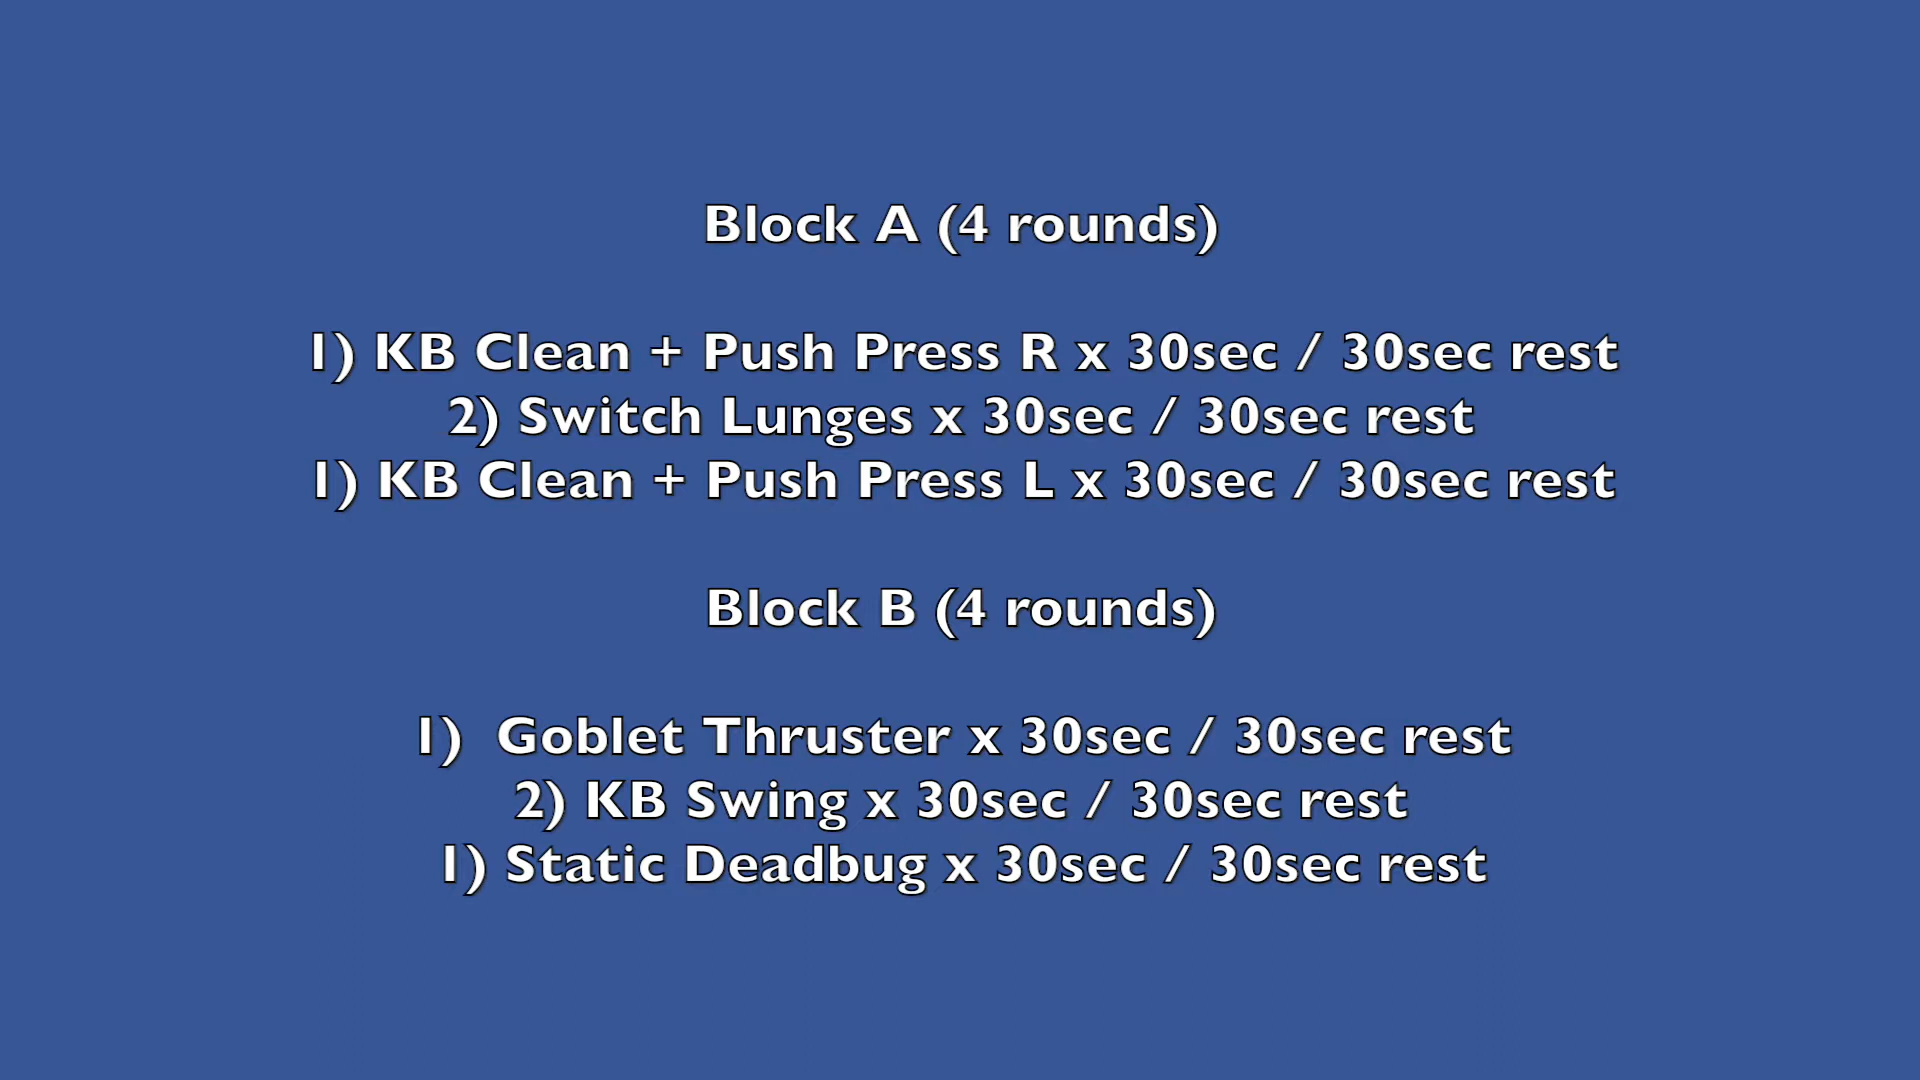 Block A (4 rounds)
1) KB Clean + Push Press R x 30sec / 30sec rest
2) Switch Lunges x 30sec / 30sec rest
1) KB Clean + Push Press L x 30sec / 30sec rest
Block B (4 rounds)
1)  Goblet Thruster x 30sec / 30sec rest
2) KB Swing x 30sec / 30sec rest
1) Static Deadbug x 30sec / 30sec rest